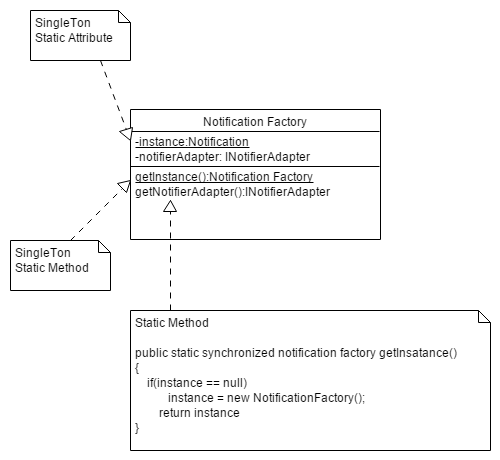 SingleTon
Static Attribute
Notification Factory
-instance:Notification
-notifierAdapter: INotifierAdapter
getInstance():Notification Factory
getNotifierAdapter():INotifierAdapter
SingleTon
Static Method
Static Method
public static synchronized notification factory getInsatance()
{
if(instance == null)
instance = new NotificationFactory();
return instance
}